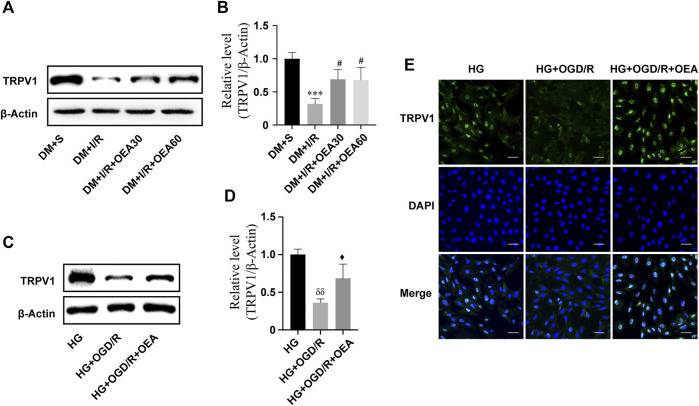 A
TRPV1
β-Actin
DM+S
DM+I/R
DM+I/R+OEA30
DM+I/R+OEA60
B
Relative level
(TRPV1/β-Actin)
1.5
1.0
0.5
0.0
***
#
#
DM+S
DM+I/R
DM+I/R+OEA30
DM+I/R+OEA60
C
TRPV1
β-Actin
HG
HG+OGD/R
HG+OGD/R+OEA
D
Relative level
(TRPV1/β-Actin)
1.5
1.0
0.5
0.0
δδ
♦
HG
HG+OGD/R
HG+OGD/R+OEA
E
HG HG+OGD/R HG+OGD/R+OEA
TRPV1
DAPI
Merge